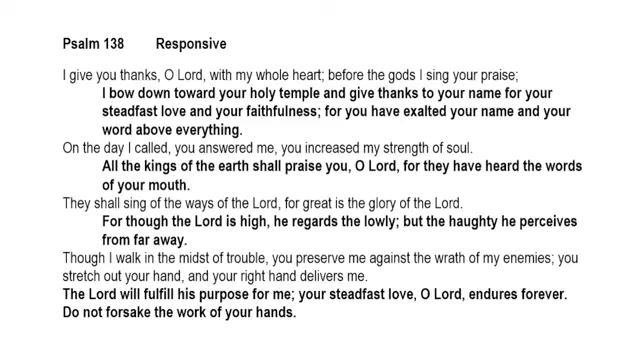 Psalm 138 Responsive
I give you thanks, O Lord, with my whole heart; before the gods I sing your praise;
I bow down toward your holy temple and give thanks to your name for your
steadfast love and your faithfulness; for you have exalted your name and your
word above everything.
On the day I called, you answered me, you increased my strength of soul.
All the kings of the earth shall praise you, O Lord, for they have heard the words
of your mouth.
They shall sing of the ways of the Lord, for great is the glory of the Lord.
For though the Lord is high, he regards the lowly; but the haughty he perceives
from far away.
Though I walk in the midst of trouble, you preserve me against the wrath of my enemies; you
stretch out your hand, and your right hand delivers me.
The Lord will fulfill his purpose for me; your steadfast love, O Lord, endures forever.
Do not forsake the work of your hands.